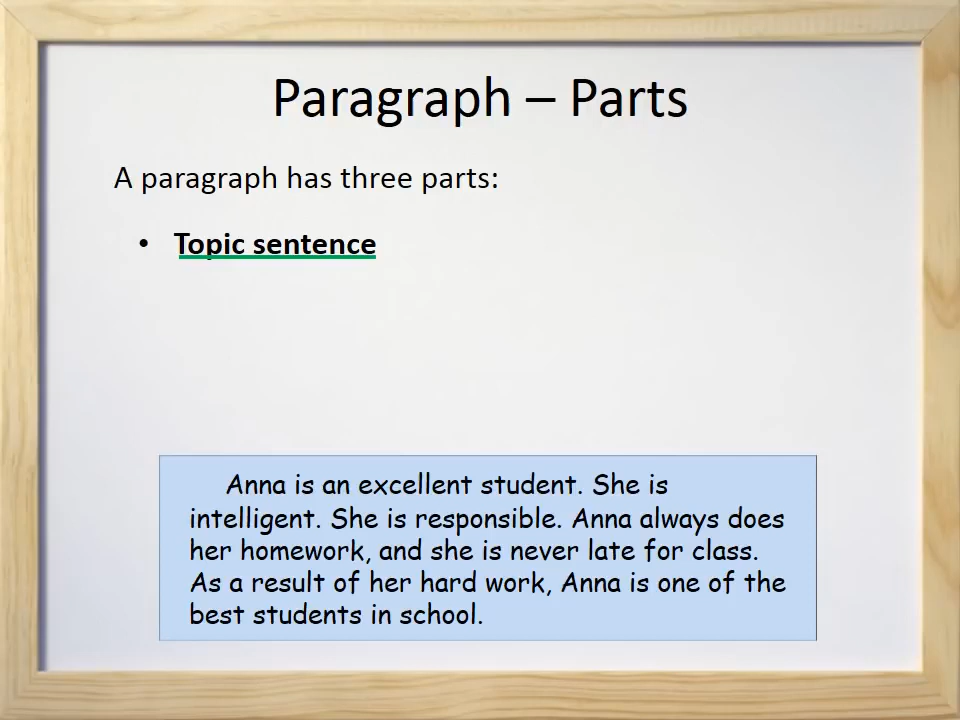 Paragraph – Parts
A paragraph has three parts:
• Topic sentence
Anna is an excellent student. She is
intelligent. She is responsible. Anna always does
her homework, and she is never late for class.
As a result of her hard work, Anna is one of the
best students in school.